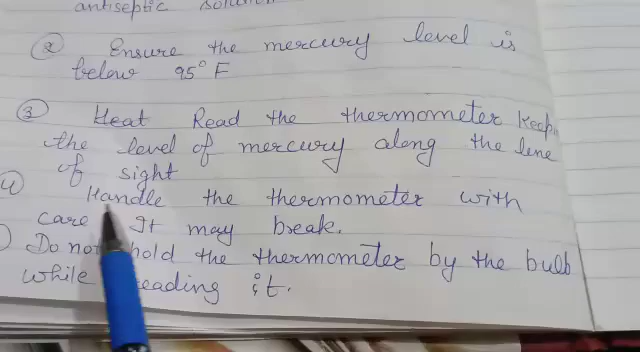 antiseptic solution
② Ensure the mercury level is
below 95° F
③ Heat Read the thermometer keep
the level of mercury along the line
of sight
④ Handle the thermometer with
care. It may break.
Do not hold the thermometer by the bulb
while reading it.